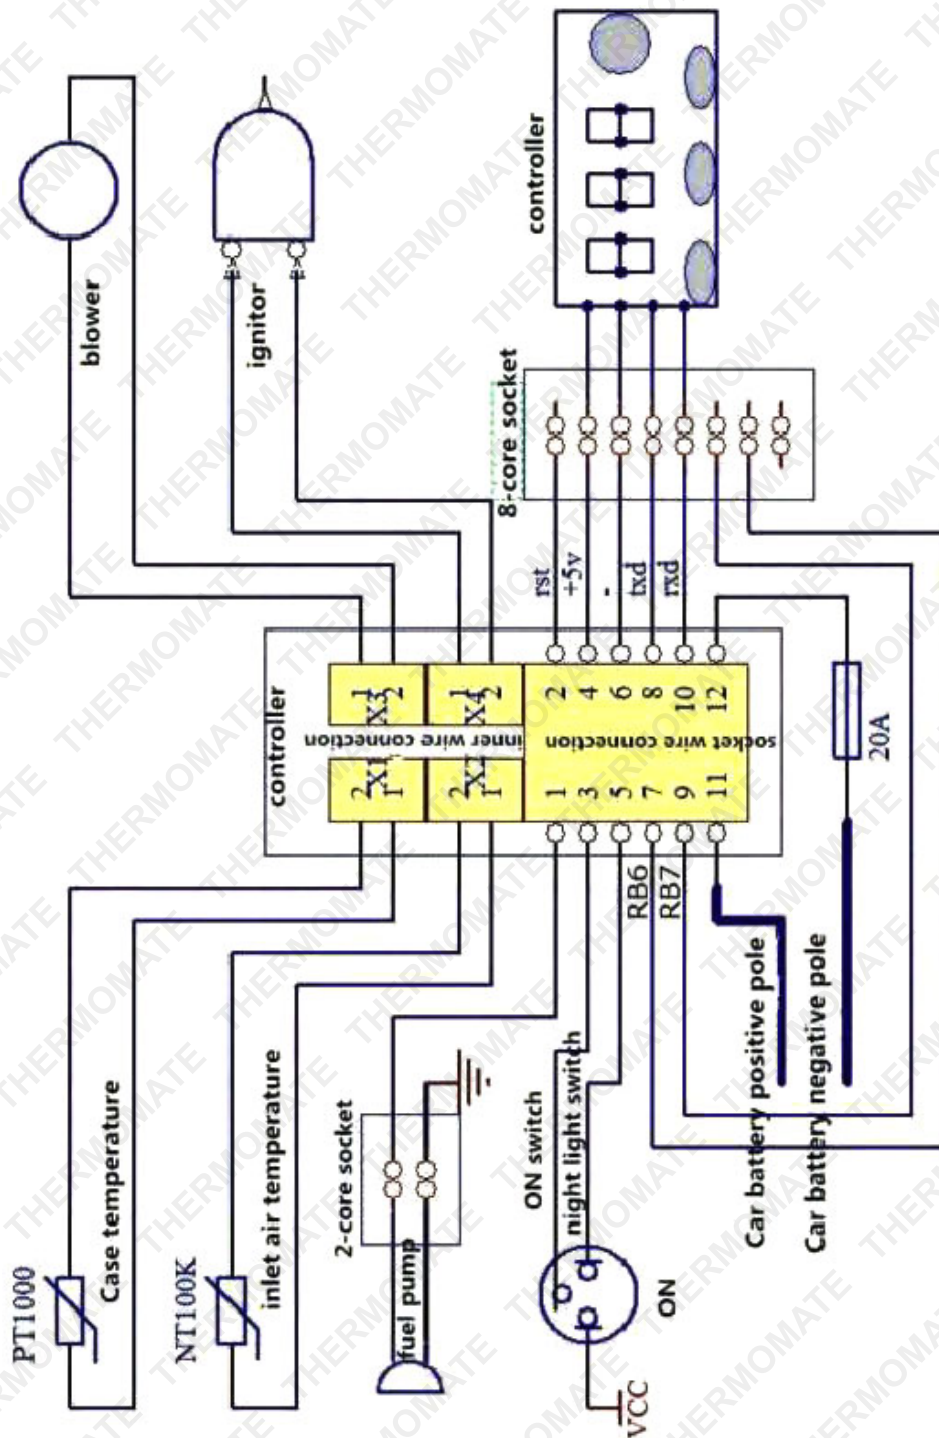 blower
ignitor
controller
8-core socket
rst
+5v
-
txd
rxd
controller
1
2
X3
1
2
X4
2
4
6
8
10
12
inner wire connection
socket wire connection
2
X1
1
2
X2
1
1
3
5
7
9
11
20A
RB6
RB7
Car battery positive pole
Car battery negative pole
PT1000
Case temperature
NT100K
inlet air temperature
2-core socket
fuel pump
ON switch
night light switch
ON
VCC
THERMOMATE